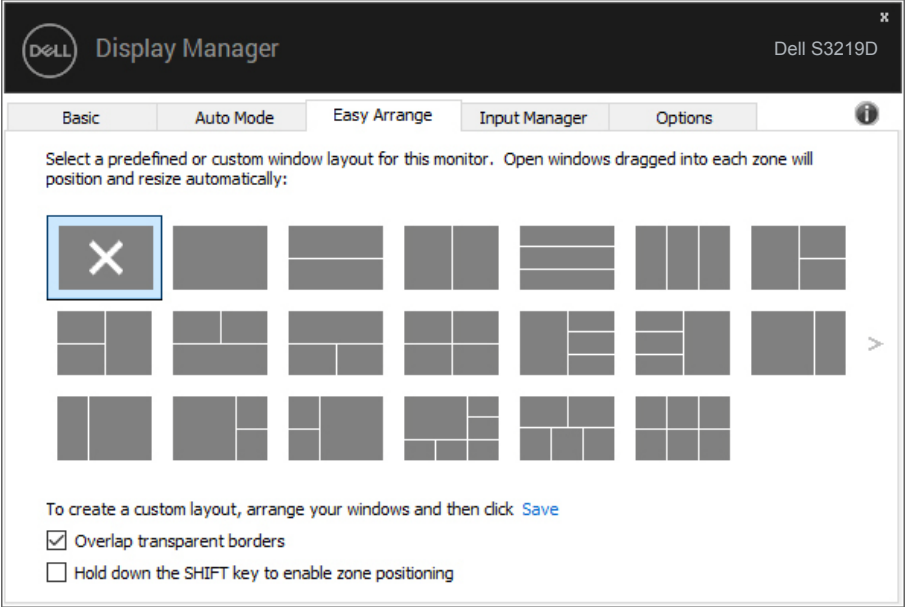 x
DELL
Display Manager
Dell S3219D
Basic
Auto Mode
Easy Arrange
Input Manager
Options
Select a predefined or custom window layout for this monitor. Open windows dragged into each zone will
position and resize automatically:
>
To create a custom layout, arrange your windows and then click Save
Overlap transparent borders
Hold down the SHIFT key to enable zone positioning